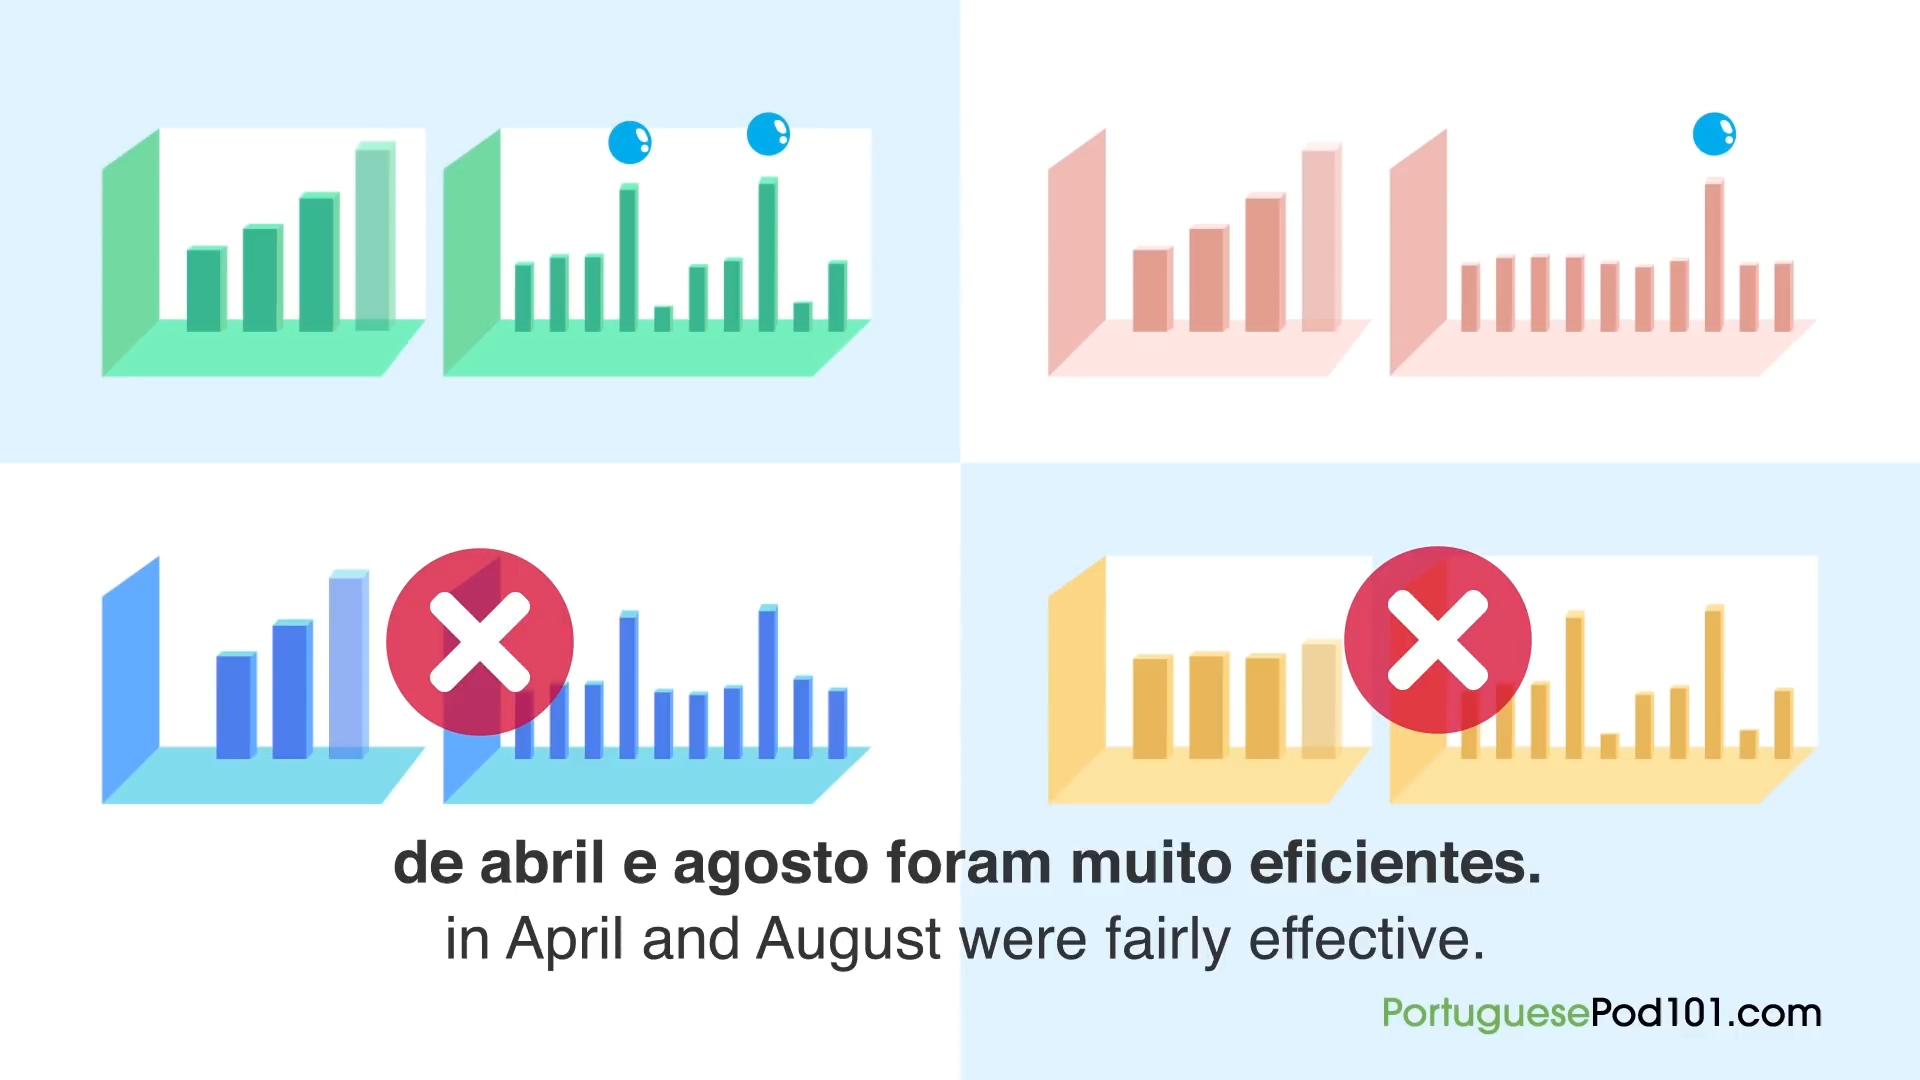 de abril e agosto foram muito eficientes.
in April and August were fairly effective.
PortuguesePod101.com